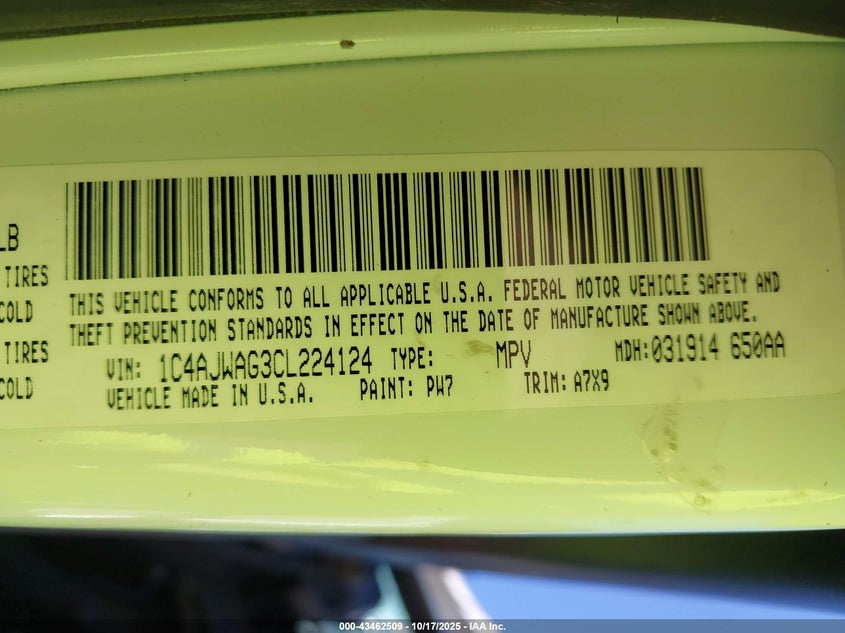 LB
TIRES
COLD
TIRES
COLD
THIS VEHICLE CONFORMS TO ALL APPLICABLE U.S.A. FEDERAL MOTOR VEHICLE SAFETY AND
THEFT PREVENTION STANDARDS IN EFFECT ON THE DATE OF MANUFACTURE SHOWN ABOVE.
VIN: 1C4AJWAG3CL224124 TYPE: MPV MDH:031914 650AA
VEHICLE MADE IN U.S.A. PAINT: PW7 TRIM: A7X9
000-43462509 - 10/17/2025 - IAA Inc.